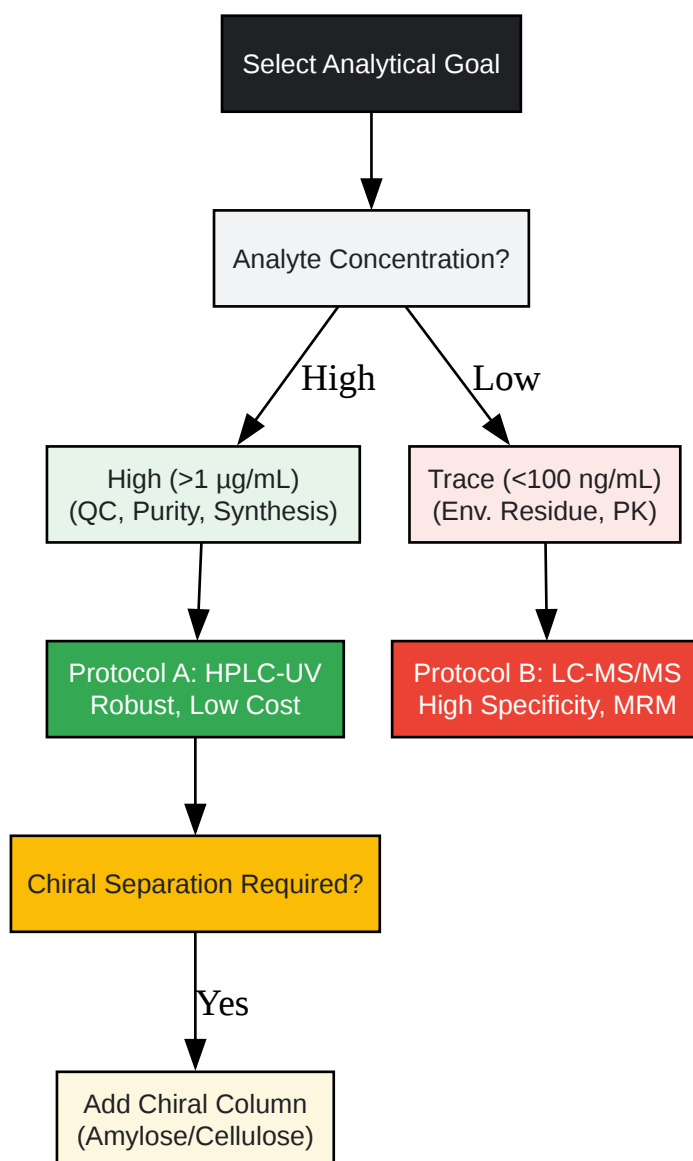 Select Analytical Goal
Analyte Concentration?
High
Low
High (>1 µg/mL)
(QC, Purity, Synthesis)
Trace (<100 ng/mL)
(Env. Residue, PK)
Protocol A: HPLC-UV
Robust, Low Cost
Protocol B: LC-MS/MS
High Specificity, MRM
Chiral Separation Required?
Yes
Add Chiral Column
(Amylose/Cellulose)